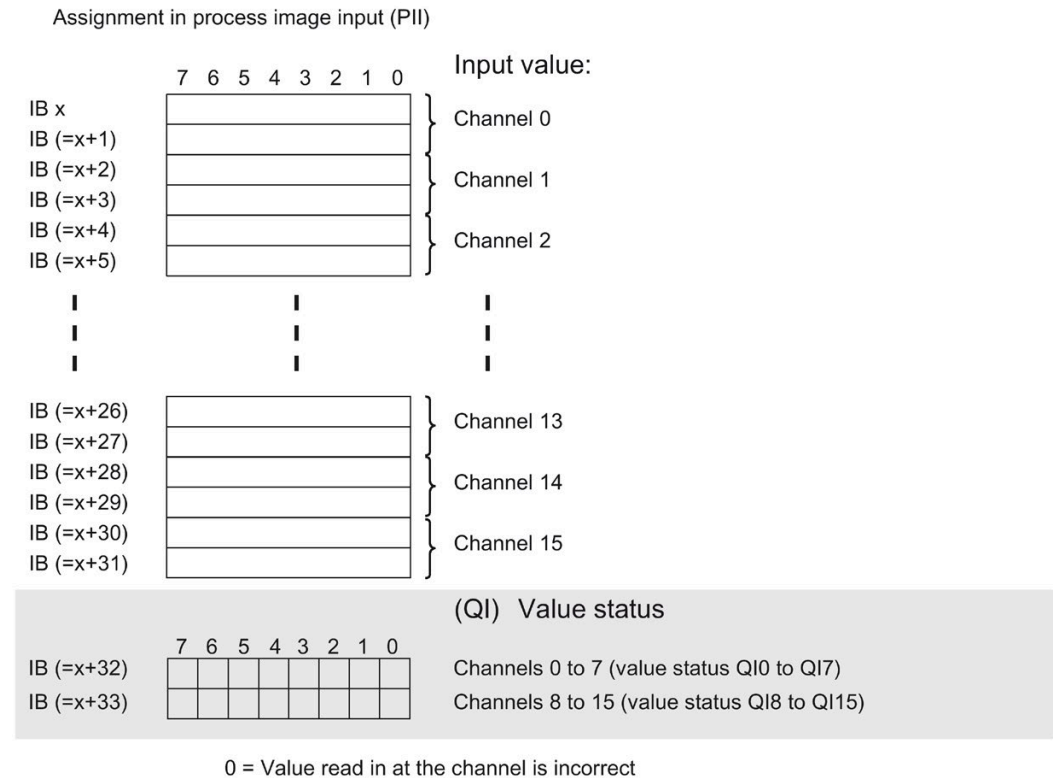 Assignment in process image input (PII)
Input value:
7 6 5 4 3 2 1 0
IB x
Channel 0
IB (=x+1)
IB (=x+2)
Channel 1
IB (=x+3)
IB (=x+4)
Channel 2
IB (=x+5)
IB (=x+26)
Channel 13
IB (=x+27)
IB (=x+28)
Channel 14
IB (=x+29)
IB (=x+30)
Channel 15
IB (=x+31)
(QI) Value status
7 6 5 4 3 2 1 0
IB (=x+32) Channels 0 to 7 (value status QI0 to QI7)
IB (=x+33) Channels 8 to 15 (value status QI8 to QI15)
0 = Value read in at the channel is incorrect